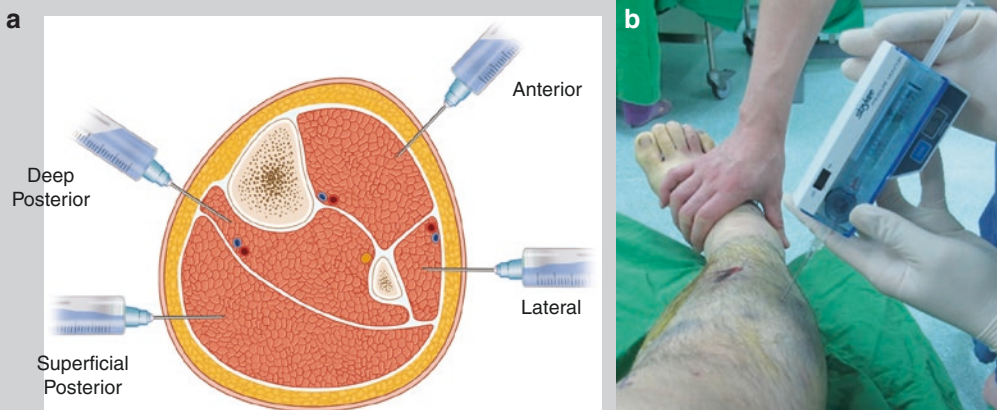 a
Anterior
Deep
Posterior
Lateral
Superficial
Posterior
b
stryker